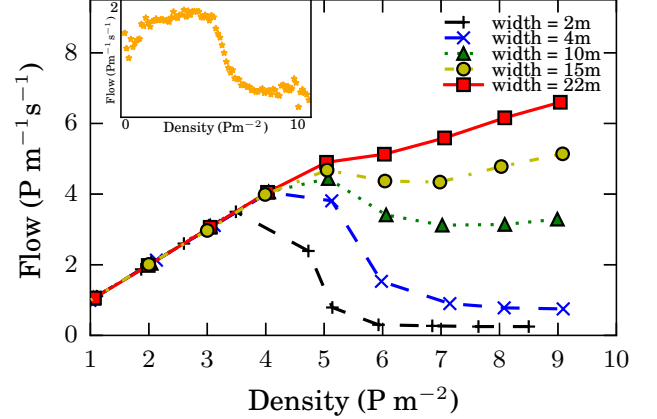 Flow (P m⁻¹ s⁻¹)
8
6
4
2
0
1 2 3 4 5 6 7 8 9 10
Density (P m⁻²)
Flow (Pm⁻¹s⁻¹)
2
0 10
Density (Pm⁻²)
width = 2m
width = 4m
width = 10m
width = 15m
width = 22m